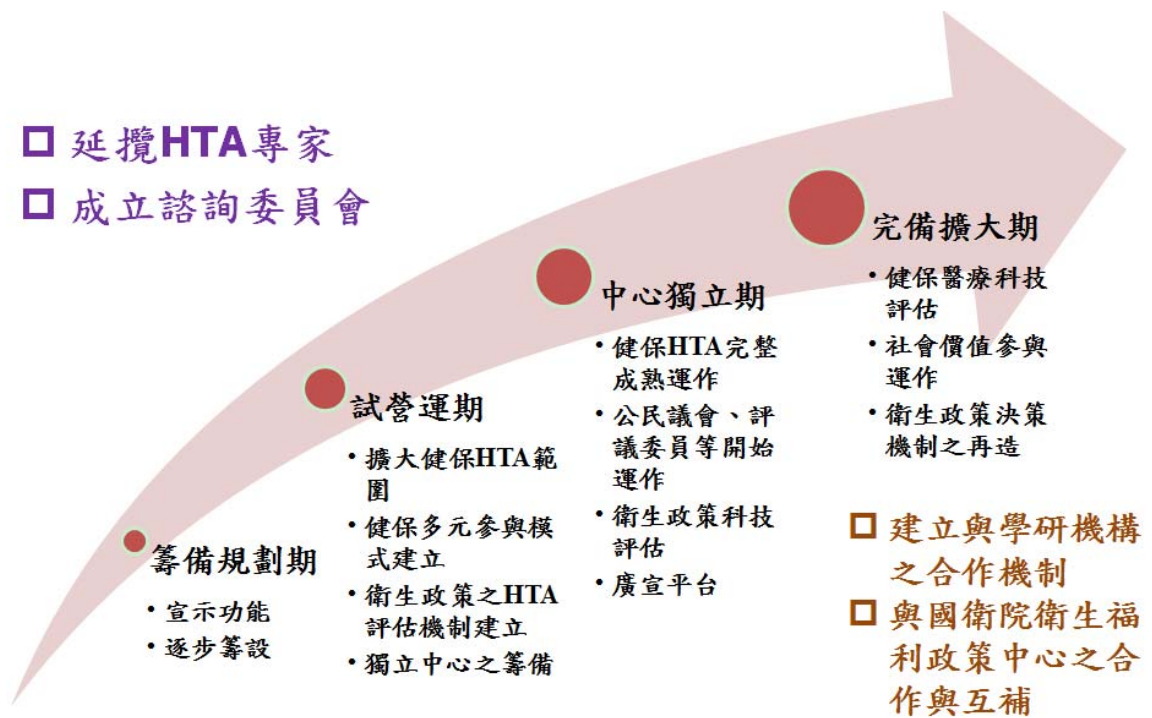 □ 延攬HTA專家
□ 成立諮詢委員會
籌備規劃期
• 宣示功能
• 逐步籌設
試營運期
• 擴大健保HTA範
圍
• 健保多元參與模
式建立
• 衛生政策之HTA
評估機制建立
• 獨立中心之籌備
中心獨立期
• 健保HTA完整
成熟運作
• 公民議會、評
議委員等開始
運作
• 衛生政策科技
評估
• 廣宣平台
完備擴大期
• 健保醫療科技
評估
• 社會價值參與
運作
• 衛生政策決策
機制之再造
□ 建立與學研機構
之合作機制
□ 與國衛院衛生福
利政策中心之合
作與互補